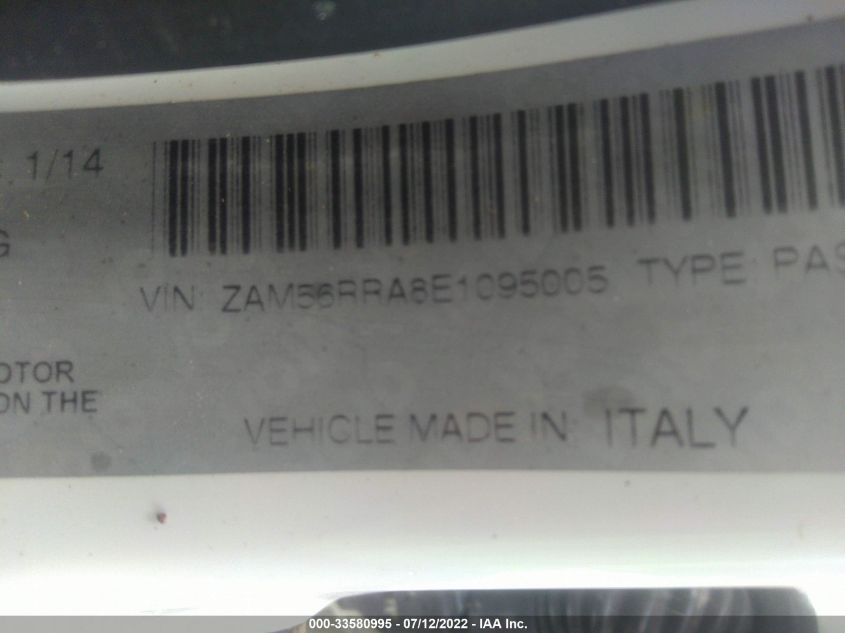 1/14
G
VIN: ZAM56RRA8E1095005 TYPE: PAS
OTOR
ON THE
VEHICLE MADE IN: ITALY
000-33580995 - 07/12/2022 - IAA Inc.